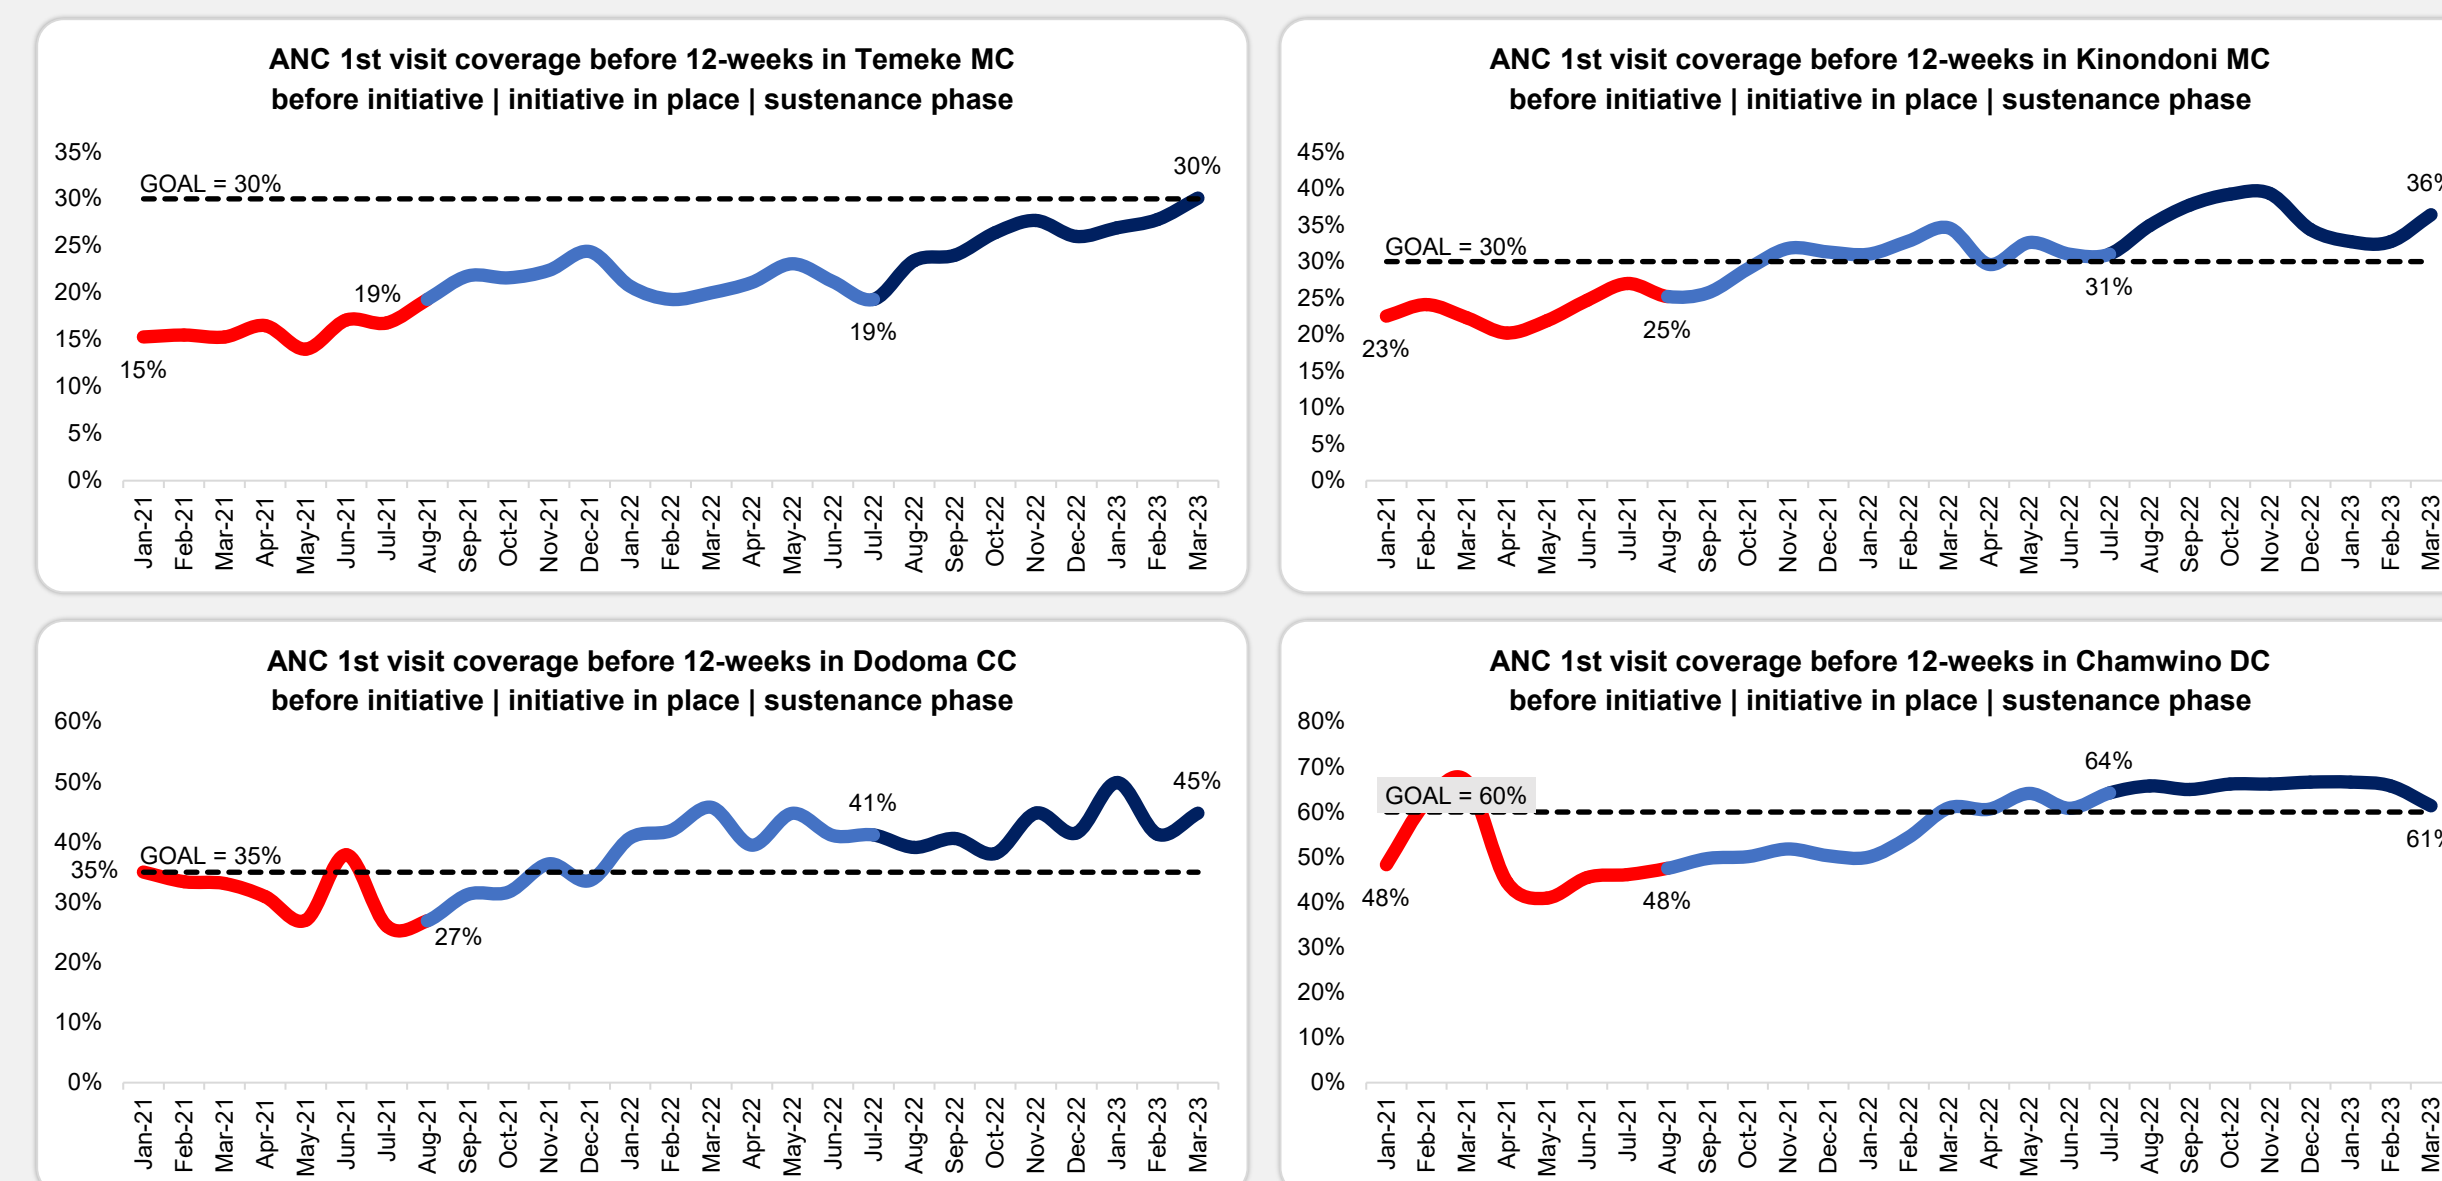 ANC 1st visit coverage before 12-weeks in Temeke MC
before initiative | initiative in place | sustenance phase
35%
30%
25%
20%
15%
10%
5%
0%
GOAL = 30%
15%
19%
19%
30%
Jan-21
Feb-21
Mar-21
Apr-21
May-21
Jun-21
Jul-21
Aug-21
Sep-21
Oct-21
Nov-21
Dec-21
Jan-22
Feb-22
Mar-22
Apr-22
May-22
Jun-22
Jul-22
Aug-22
Sep-22
Oct-22
Nov-22
Dec-22
Jan-23
Feb-23
Mar-23
ANC 1st visit coverage before 12-weeks in Kinondoni MC
before initiative | initiative in place | sustenance phase
45%
40%
35%
30%
25%
20%
15%
10%
5%
0%
GOAL = 30%
23%
25%
31%
36%
Jan-21
Feb-21
Mar-21
Apr-21
May-21
Jun-21
Jul-21
Aug-21
Sep-21
Oct-21
Nov-21
Dec-21
Jan-22
Feb-22
Mar-22
Apr-22
May-22
Jun-22
Jul-22
Aug-22
Sep-22
Oct-22
Nov-22
Dec-22
Jan-23
Feb-23
Mar-23
ANC 1st visit coverage before 12-weeks in Dodoma CC
before initiative | initiative in place | sustenance phase
60%
50%
40%
30%
20%
10%
0%
GOAL = 35%
35%
27%
41%
45%
Jan-21
Feb-21
Mar-21
Apr-21
May-21
Jun-21
Jul-21
Aug-21
Sep-21
Oct-21
Nov-21
Dec-21
Jan-22
Feb-22
Mar-22
Apr-22
May-22
Jun-22
Jul-22
Aug-22
Sep-22
Oct-22
Nov-22
Dec-22
Jan-23
Feb-23
Mar-23
ANC 1st visit coverage before 12-weeks in Chamwino DC
before initiative | initiative in place | sustenance phase
80%
70%
60%
50%
40%
30%
20%
10%
0%
GOAL = 60%
48%
48%
64%
61%
Jan-21
Feb-21
Mar-21
Apr-21
May-21
Jun-21
Jul-21
Aug-21
Sep-21
Oct-21
Nov-21
Dec-21
Jan-22
Feb-22
Mar-22
Apr-22
May-22
Jun-22
Jul-22
Aug-22
Sep-22
Oct-22
Nov-22
Dec-22
Jan-23
Feb-23
Mar-23